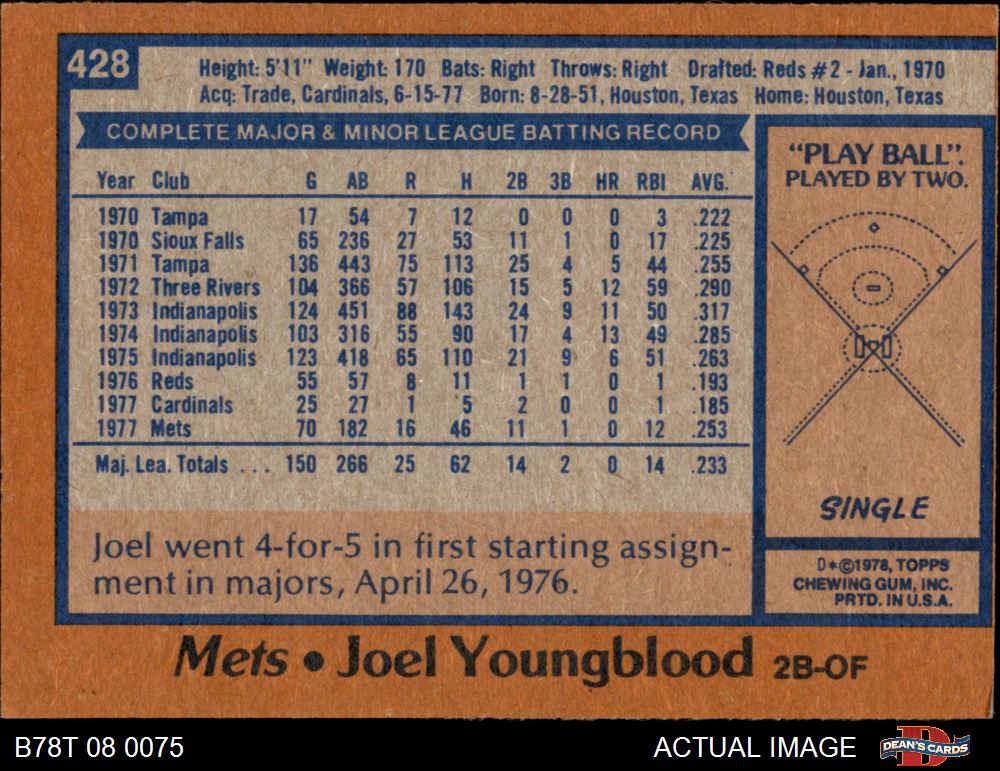 428
Height: 5'11" Weight: 170 Bats: Right Throws: Right Drafted: Reds #2 - Jan., 1970
Acq: Trade, Cardinals, 6-15-77 Born: 8-28-51, Houston, Texas Home: Houston, Texas
COMPLETE MAJOR & MINOR LEAGUE BATTING RECORD
Year Club G AB R H 2B 3B HR RBI AVG.
1970 Tampa 17 54 7 12 0 0 0 3 .222
1970 Sioux Falls 65 236 27 53 11 1 0 17 .225
1971 Tampa 136 443 75 113 25 4 5 44 .255
1972 Three Rivers 104 366 57 106 15 5 12 59 .290
1973 Indianapolis 124 451 88 143 24 9 11 50 .317
1974 Indianapolis 103 316 55 90 17 4 13 49 .285
1975 Indianapolis 123 418 65 110 21 9 6 51 .263
1976 Reds 55 57 8 11 1 1 0 1 .193
1977 Cardinals 25 27 1 5 2 0 0 1 .185
1977 Mets 70 182 16 46 11 1 0 12 .253
Maj. Lea. Totals ... 150 266 25 62 14 2 0 14 .233
Joel went 4-for-5 in first starting assign-
ment in majors, April 26, 1976.
"PLAY BALL".
PLAYED BY TWO.
SINGLE
D*©1978, TOPPS
CHEWING GUM, INC.
PRTD. IN U.S.A.
Mets • Joel Youngblood 2B-OF
B78T 08 0075
ACTUAL IMAGE
D
DEAN'S CARDS